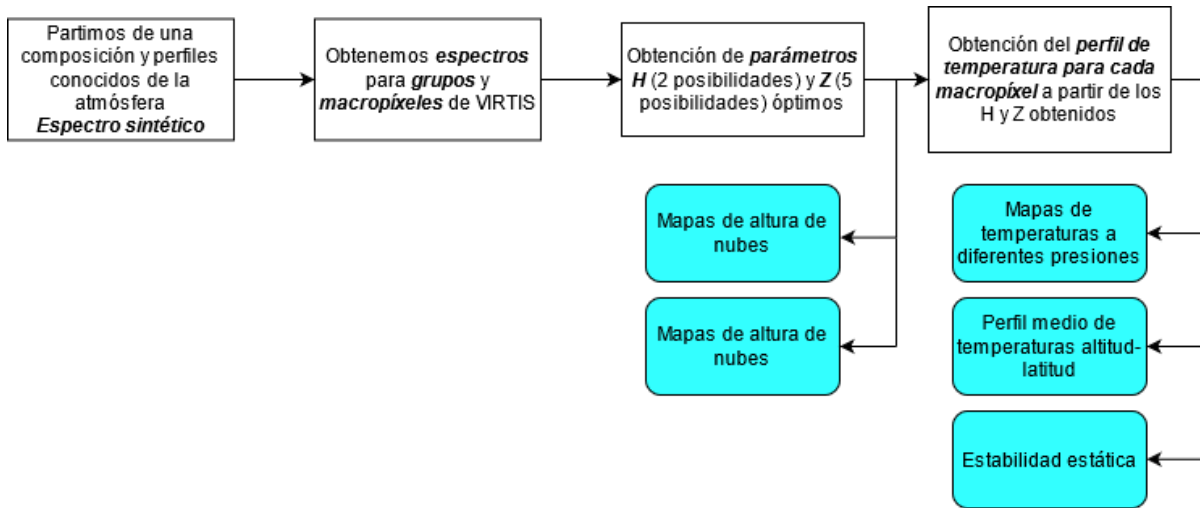 Partimos de una
composición y perfiles
conocidos de la
atmósfera
Espectro sintético
Obtenemos espectros
para grupos y
macropíxeles de VIRTIS
Obtención de parámetros
H (2 posibilidades) y Z (5
posibilidades) óptimos
Obtención del perfil de
temperatura para cada
macropíxel a partir de los
H y Z obtenidos
Mapas de altura de
nubes
Mapas de altura de
nubes
Mapas de
temperaturas a
diferentes presiones
Perfil medio de
temperaturas altitud-
latitud
Estabilidad estática